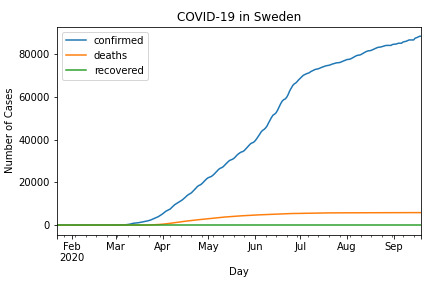 COVID-19 in Sweden
confirmed
deaths
recovered
Number of Cases
80000
60000
40000
20000
0
Feb Mar Apr May Jun Jul Aug Sep
2020
Day